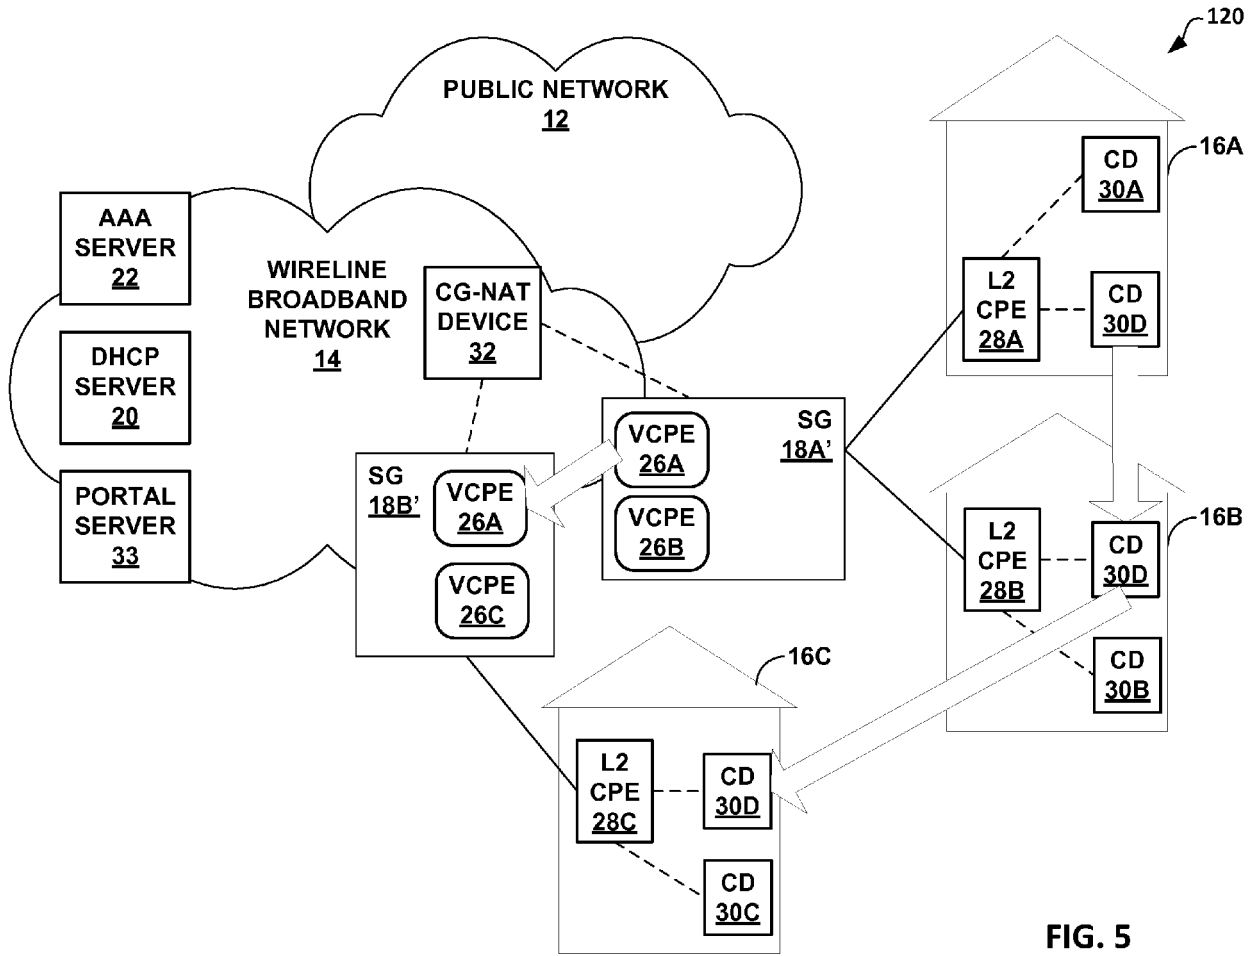 120
PUBLIC NETWORK
12
16A
CD
30A
AAA
SERVER
22
WIRELINE
BROADBAND
NETWORK
14
CG-NAT
DEVICE
32
L2
CPE
28A
CD
30D
DHCP
SERVER
20
SG
18A’
VCPE
26A
VCPE
26B
SG
18B’
VCPE
26A
VCPE
26C
PORTAL
SERVER
33
16B
L2
CPE
28B
CD
30D
CD
30B
16C
L2
CPE
28C
CD
30D
CD
30C
FIG. 5